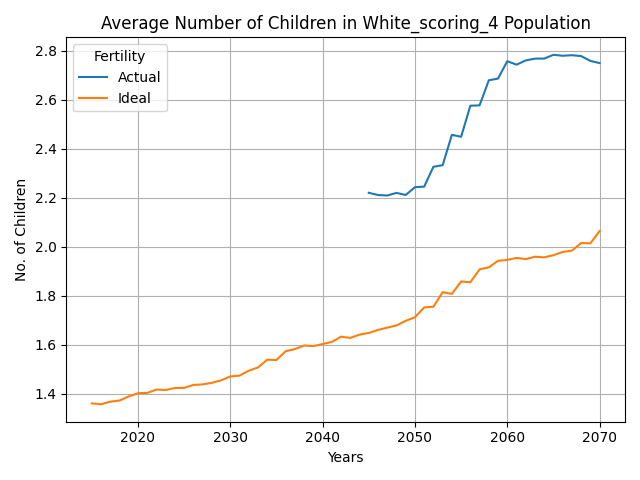 Average Number of Children in White_scoring_4 Population
Fertility
Actual
Ideal
No. of Children
2.8
2.6
2.4
2.2
2.0
1.8
1.6
1.4
2020 2030 2040 2050 2060 2070
Years